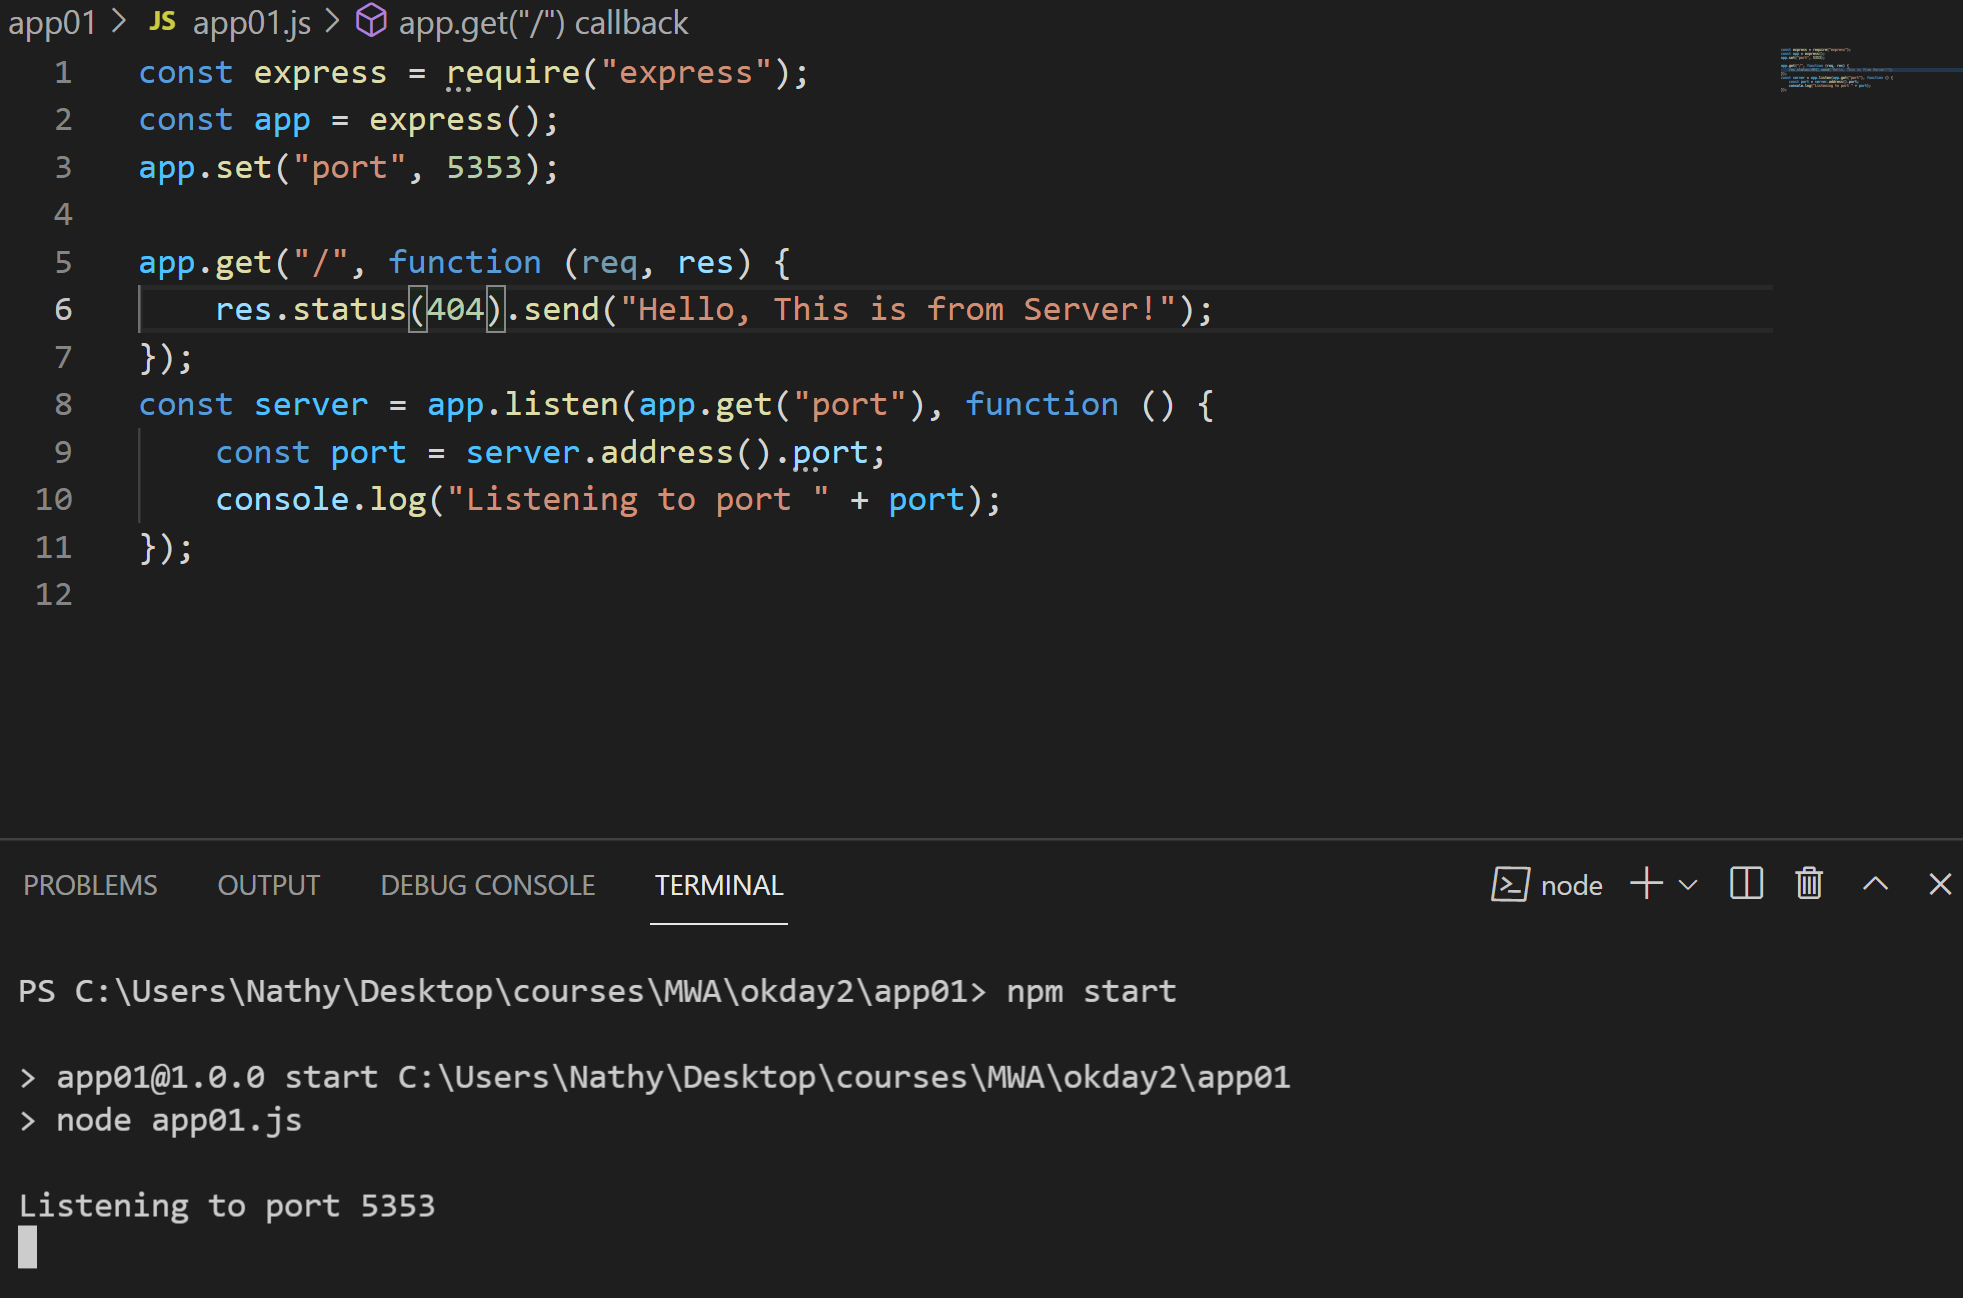 app01 > JS app01.js > app.get("/") callback
1 const express = require("express");
2 const app = express();
3 app.set("port", 5353);
4
5 app.get("/", function (req, res) {
6     res.status(404).send("Hello, This is from Server!");
7 });
8 const server = app.listen(app.get("port"), function () {
9     const port = server.address().port;
10     console.log("Listening to port " + port);
11 });
12
PROBLEMS OUTPUT DEBUG CONSOLE TERMINAL node
PS C:\Users\Nathy\Desktop\courses\MWA\okday2\app01> npm start
> app01@1.0.0 start C:\Users\Nathy\Desktop\courses\MWA\okday2\app01
> node app01.js
Listening to port 5353